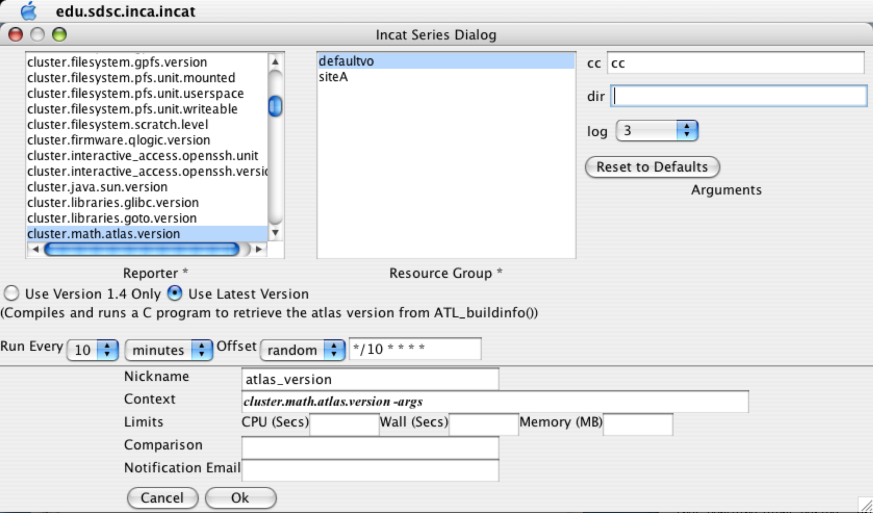 edu.sdsc.inca.incat
Incat Series Dialog
cluster.filesystem.gpfs.version
cluster.filesystem.pfs.unit.mounted
cluster.filesystem.pfs.unit.userspace
cluster.filesystem.pfs.unit.writeable
cluster.filesystem.scratch.level
cluster.firmware.qlogic.version
cluster.interactive_access.openssh.unit
cluster.interactive_access.openssh.versio
cluster.java.sun.version
cluster.libraries.glibc.version
cluster.libraries.goto.version
cluster.math.atlas.version
Reporter *
defaultvo
siteA
Resource Group *
cc cc
dir
log 3
Reset to Defaults
Arguments
Use Version 1.4 Only Use Latest Version
(Compiles and runs a C program to retrieve the atlas version from ATL_buildinfo())
Run Every 10 minutes Offset random */10 * * * *
Nickname atlas_version
Context cluster.math.atlas.version -args
Limits CPU (Secs) Wall (Secs) Memory (MB)
Comparison
Notification Email
Cancel Ok